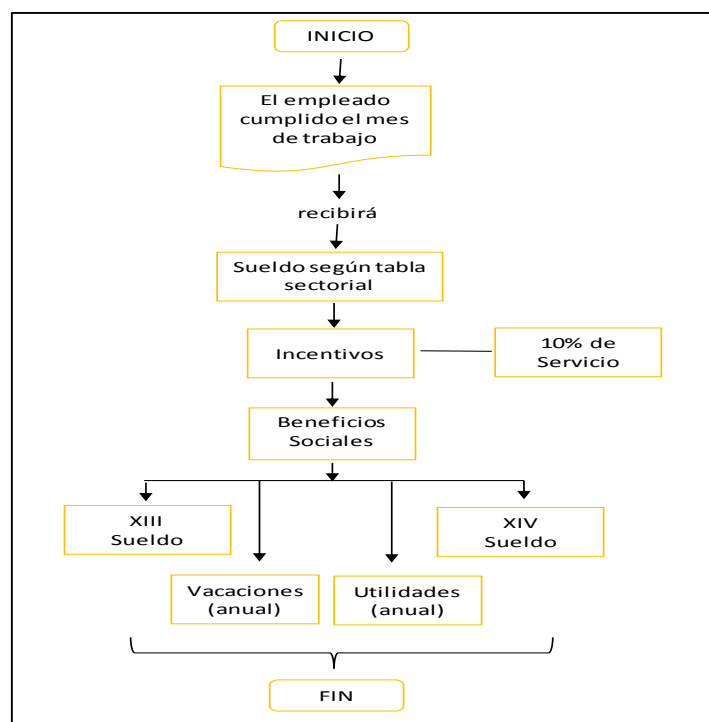 INICIO
El empleado
cumplido el mes
de trabajo
recibirá
Sueldo según tabla
sectorial
Incentivos
10% de
Servicio
Beneficios
Sociales
XIII
Sueldo
XIV
Sueldo
Vacaciones
(anual)
Utilidades
(anual)
FIN